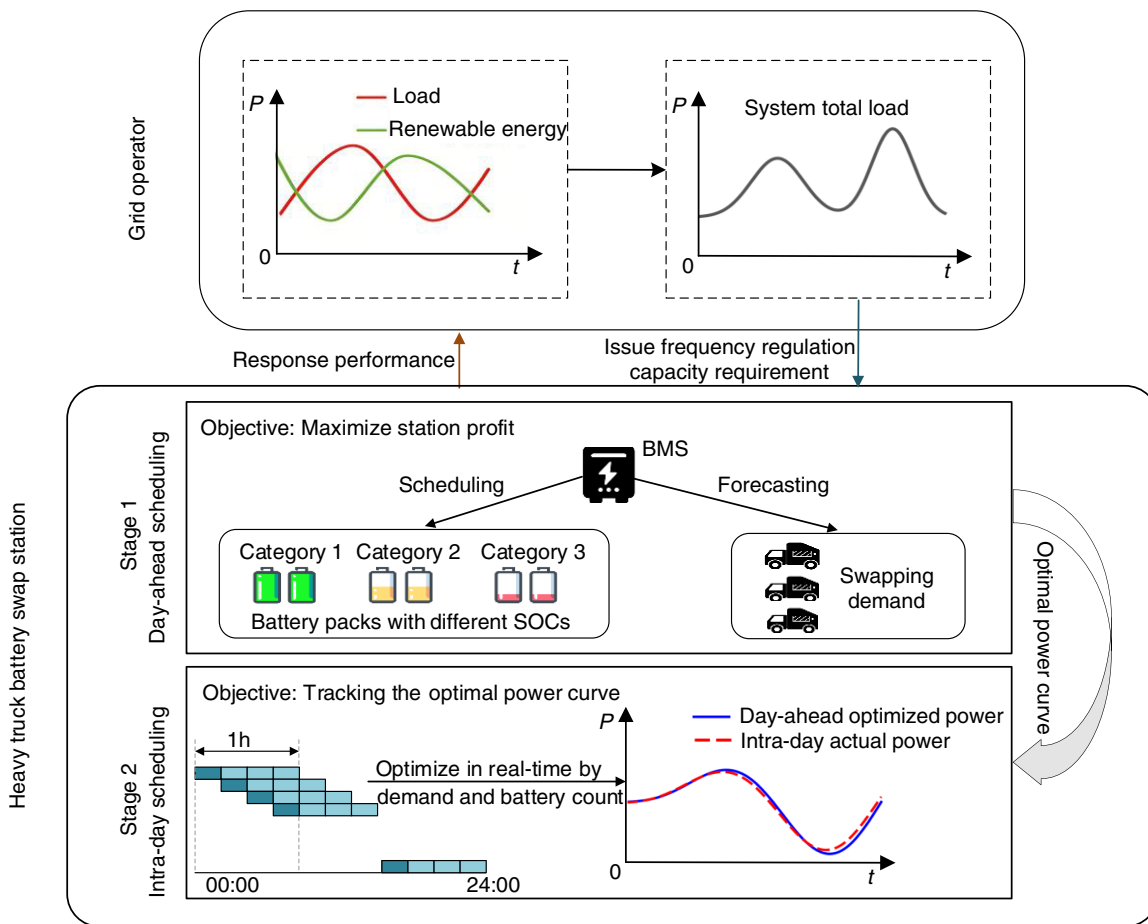 Grid operator
P
Load
Renewable energy
0
t
P
System total load
0
t
Response performance
Issue frequency regulation
capacity requirement
Heavy truck battery swap station
Stage 1
Day-ahead scheduling
Objective: Maximize station profit
BMS
Scheduling
Forecasting
Category 1
Category 2
Category 3
Battery packs with different SOCs
Swapping
demand
Optimal power curve
Stage 2
Intra-day scheduling
Objective: Tracking the optimal power curve
1h
Optimize in real-time by
demand and battery count
00:00
24:00
P
Day-ahead optimized power
Intra-day actual power
0
t